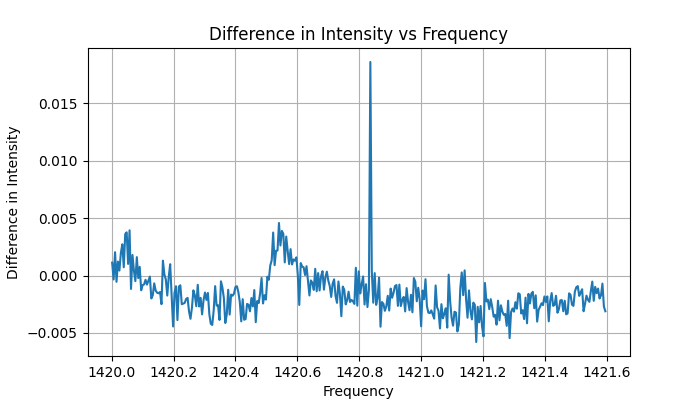 Difference in Intensity vs Frequency
Difference in Intensity
0.015
0.010
0.005
0.000
−0.005
1420.0 1420.2 1420.4 1420.6 1420.8 1421.0 1421.2 1421.4 1421.6
Frequency